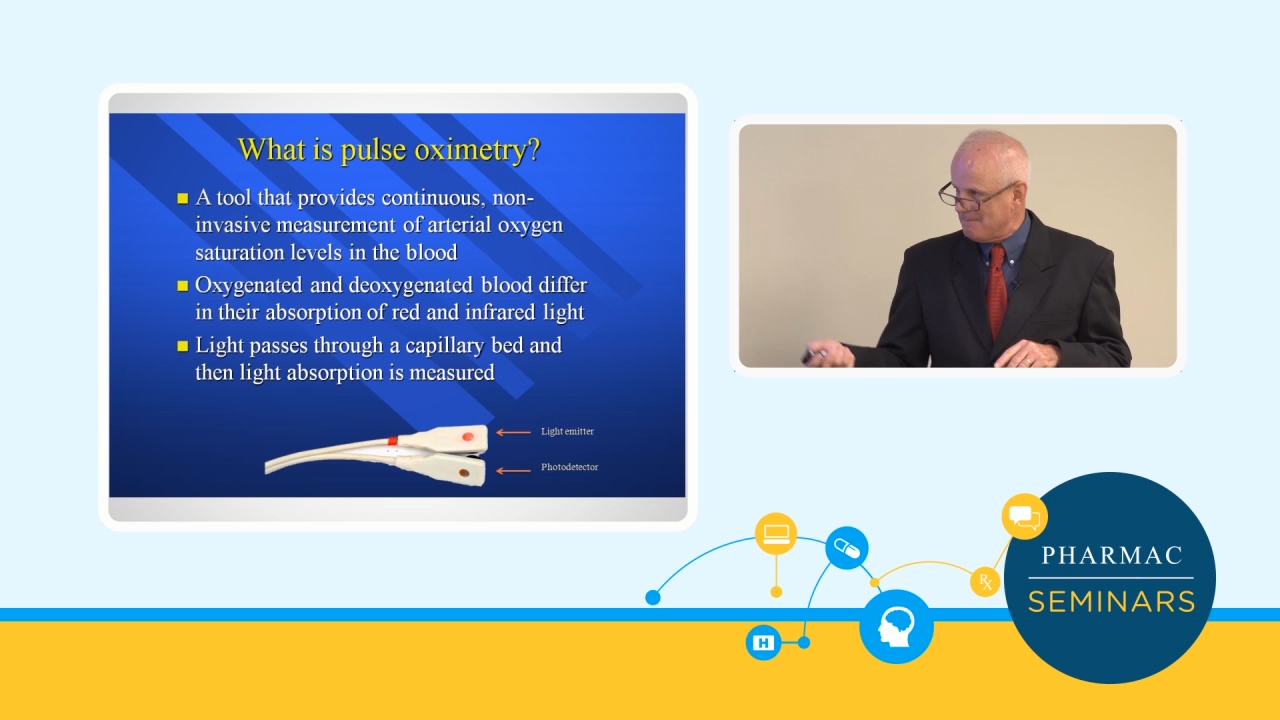 What is pulse oximetry?
A tool that provides continuous, non-
invasive measurement of arterial oxygen
saturation levels in the blood
Oxygenated and deoxygenated blood differ
in their absorption of red and infrared light
Light passes through a capillary bed and
then light absorption is measured
Light emitter
Photodetector
H
Rx
PHARMAC
SEMINARS